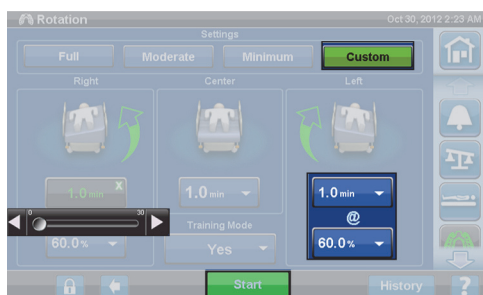 Rotation
Oct 30, 2012 2:23 AM
Settings
Full
Moderate
Minimum
Custom
Right
Center
Left
1.0 min
X
1.0 min
1.0 min
0
30
@
Training Mode
60.0 %
Yes
60.0 %
Start
History
?